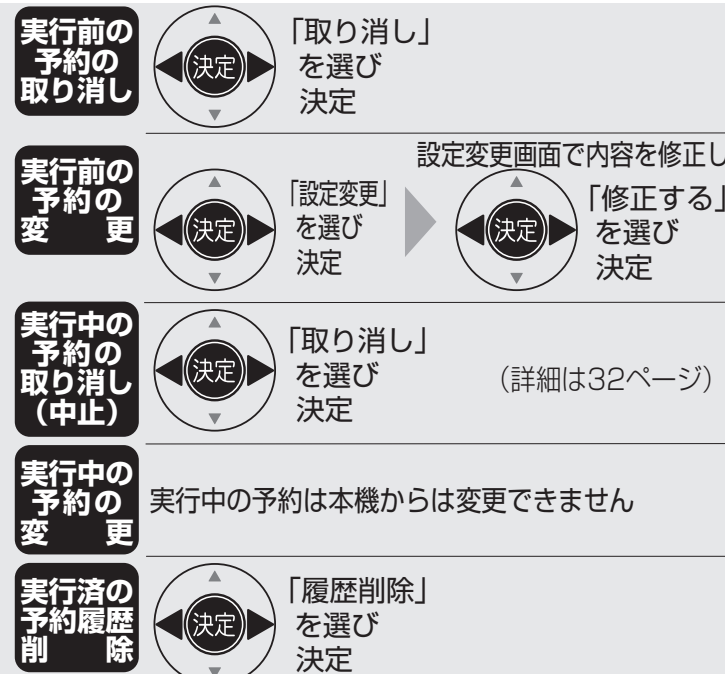 実行前の
予約の
取り消し
決定
「取り消し」
を選び
決定
実行前の
予約の
変　更
決定
「設定変更」
を選び
決定
設定変更画面で内容を修正し
決定
「修正する」
を選び
決定
実行中の
予約の
取り消し
（中止）
決定
「取り消し」
を選び
決定
（詳細は32ページ）
実行中の
予約の
変　更
実行中の予約は本機からは変更できません
実行済の
予約履歴
削　除
決定
「履歴削除」
を選び
決定